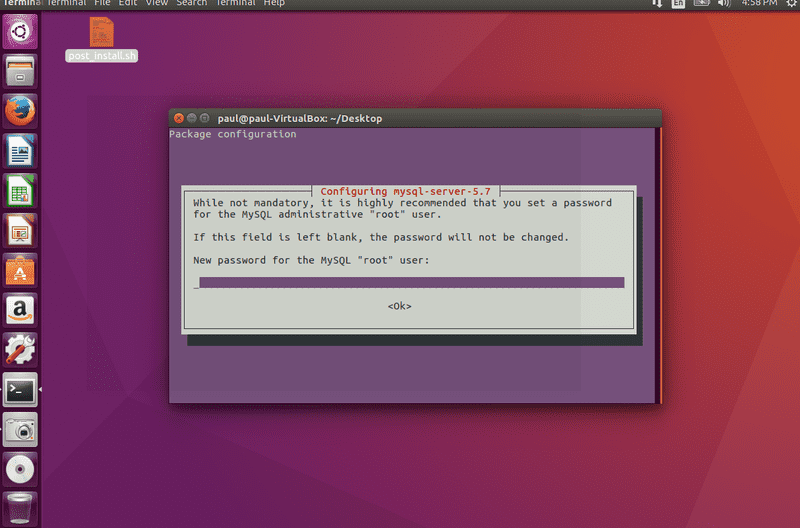 Terminal Terminal File Edit View Search Terminal Help En 4:58 PM
post_install.sh
paul@paul-VirtualBox: ~/Desktop
Package configuration
Configuring mysql-server-5.7
While not mandatory, it is highly recommended that you set a password
for the MySQL administrative "root" user.
If this field is left blank, the password will not be changed.
New password for the MySQL "root" user:
<Ok>